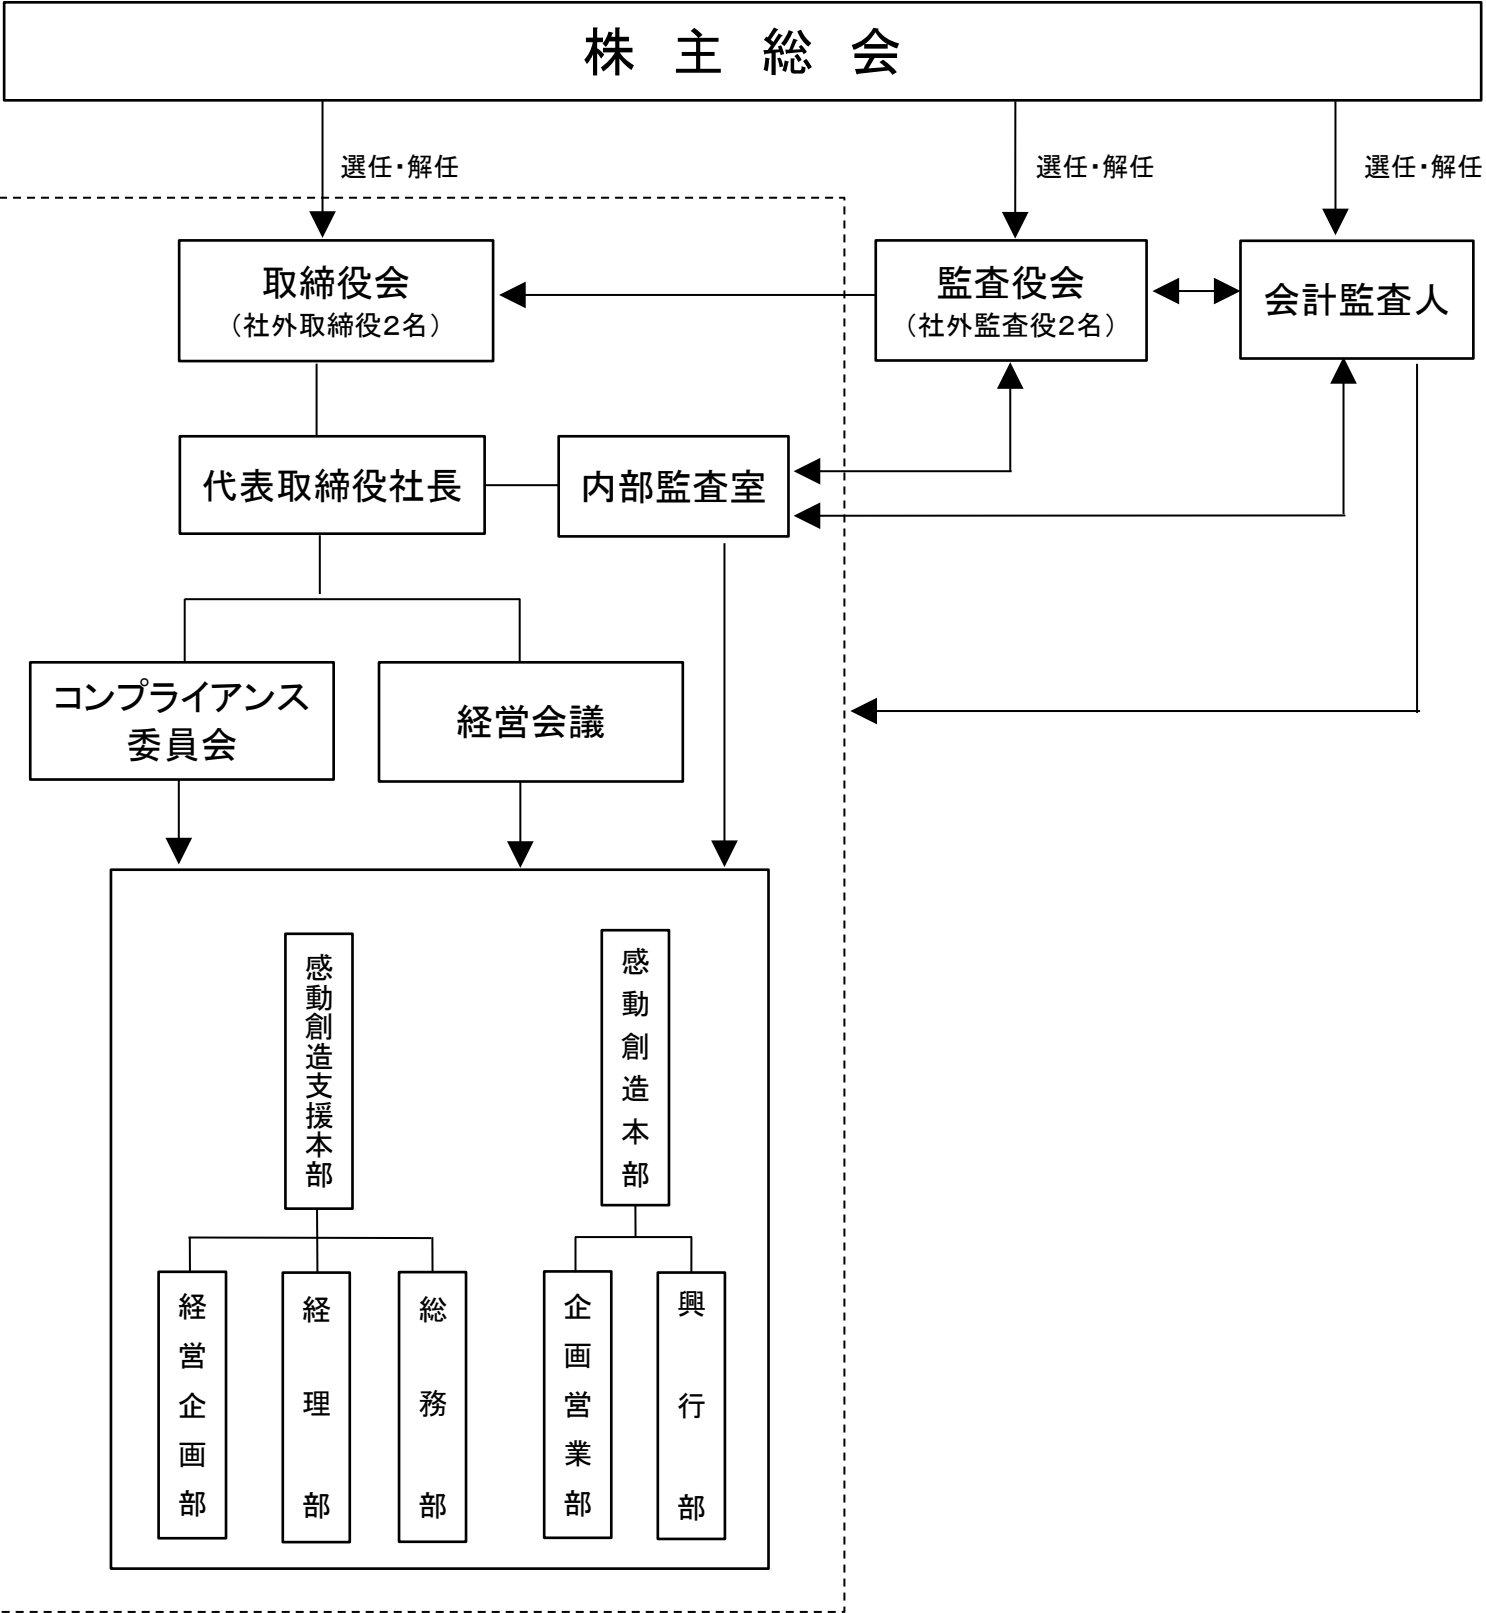 株 主 総 会
選任・解任
選任・解任
選任・解任
取締役会
（社外取締役2名）
監査役会
（社外監査役2名）
会計監査人
代表取締役社長
内部監査室
コンプライアンス
委員会
経営会議
感動創造支援本部
感動創造本部
経営企画部
経理部
総務部
企画営業部
興行部